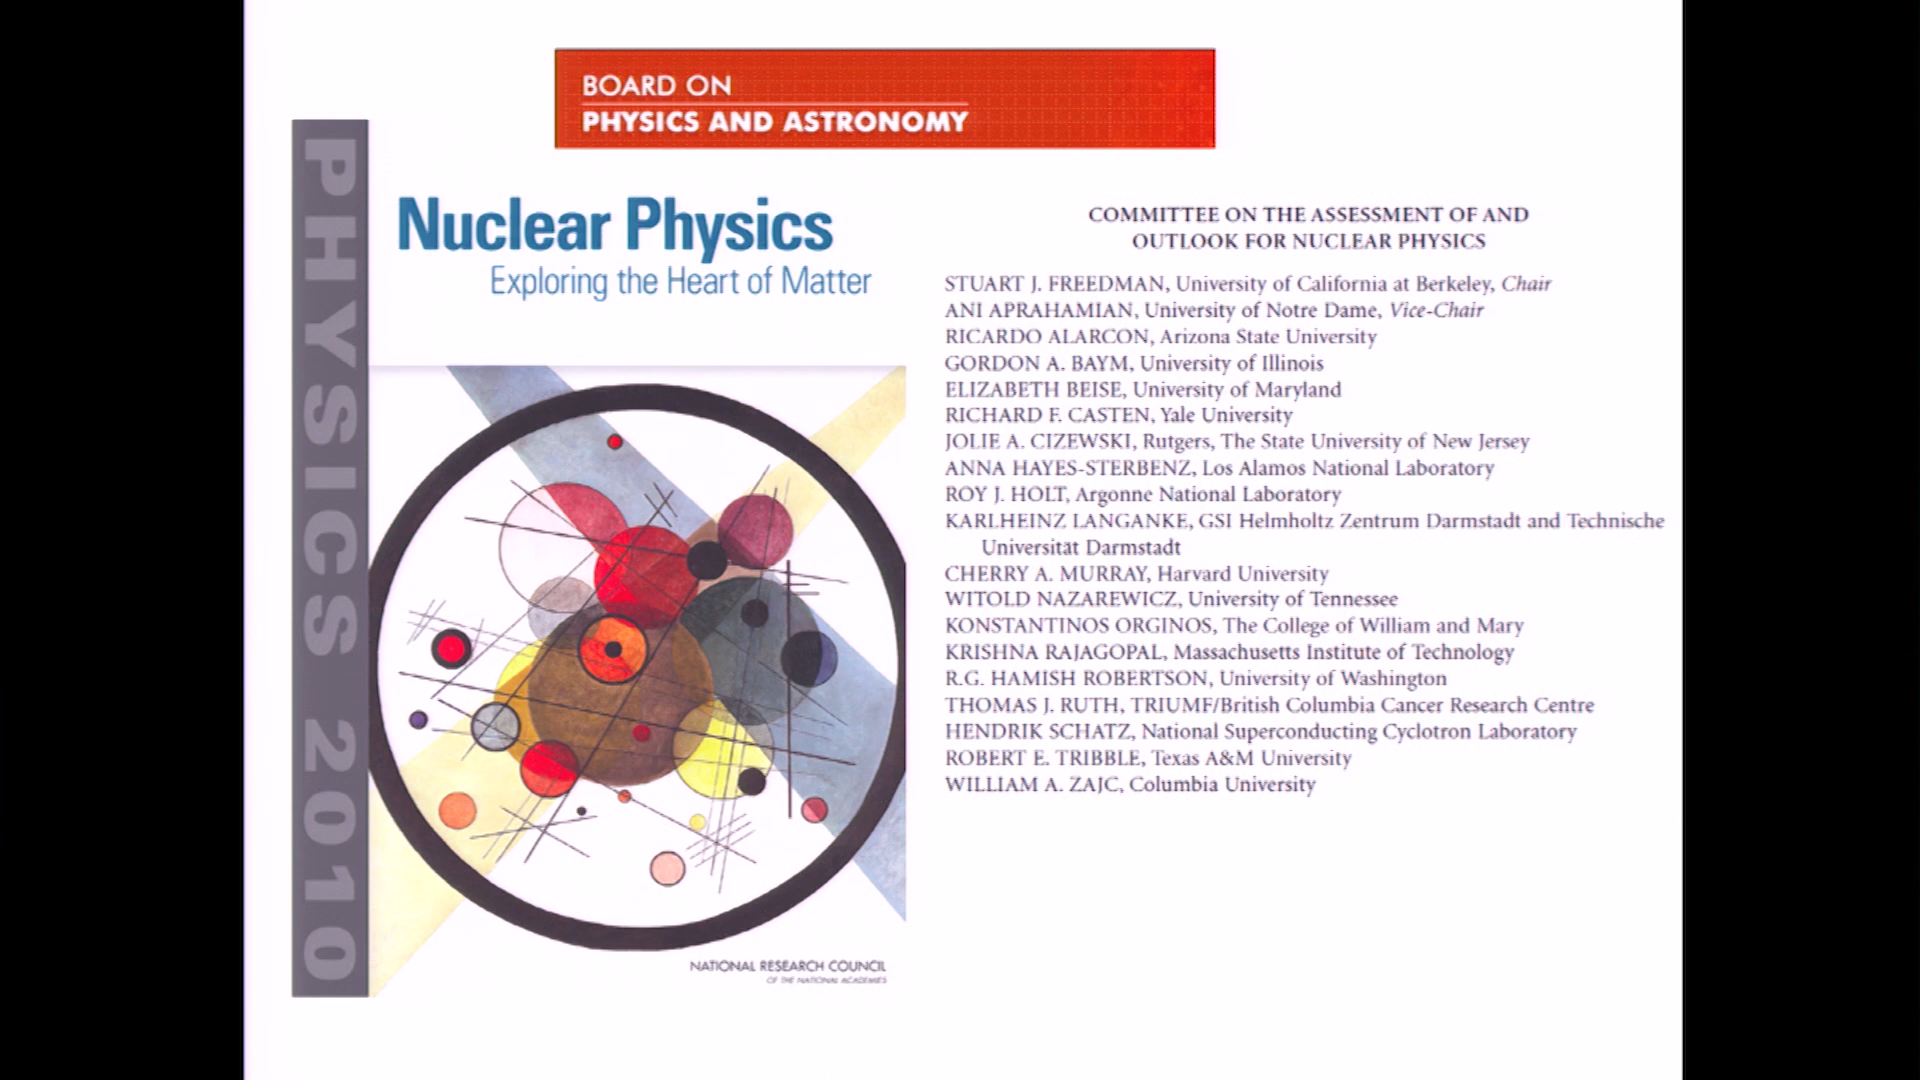 BOARD ON
PHYSICS AND ASTRONOMY
PHYSICS 2010
Nuclear Physics
Exploring the Heart of Matter
NATIONAL RESEARCH COUNCIL
OF THE NATIONAL ACADEMIES
COMMITTEE ON THE ASSESSMENT OF AND
OUTLOOK FOR NUCLEAR PHYSICS
STUART J. FREEDMAN, University of California at Berkeley, Chair
ANI APRAHAMIAN, University of Notre Dame, Vice-Chair
RICARDO ALARCON, Arizona State University
GORDON A. BAYM, University of Illinois
ELIZABETH BEISE, University of Maryland
RICHARD F. CASTEN, Yale University
JOLIE A. CIZEWSKI, Rutgers, The State University of New Jersey
ANNA HAYES-STERBENZ, Los Alamos National Laboratory
ROY J. HOLT, Argonne National Laboratory
KARLHEINZ LANGANKE, GSI Helmholtz Zentrum Darmstadt and Technische
Universität Darmstadt
CHERRY A. MURRAY, Harvard University
WITOLD NAZAREWICZ, University of Tennessee
KONSTANTINOS ORGINOS, The College of William and Mary
KRISHNA RAJAGOPAL, Massachusetts Institute of Technology
R.G. HAMISH ROBERTSON, University of Washington
THOMAS J. RUTH, TRIUMF/British Columbia Cancer Research Centre
HENDRIK SCHATZ, National Superconducting Cyclotron Laboratory
ROBERT E. TRIBBLE, Texas A&M University
WILLIAM A. ZAJC, Columbia University